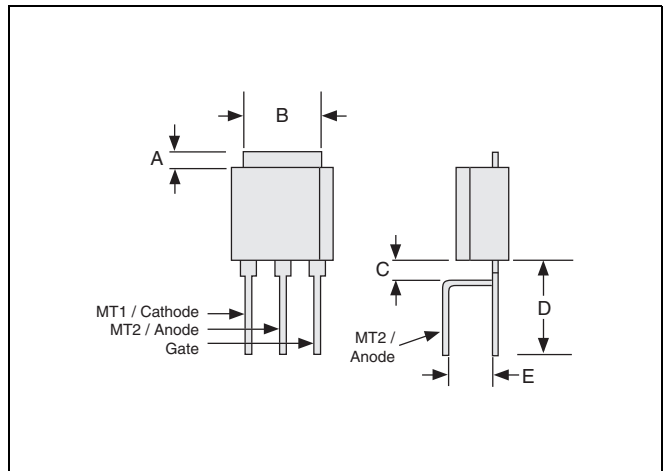 B
A
MT1 / Cathode
MT2 / Anode
Gate
C
D
MT2 /
Anode
E